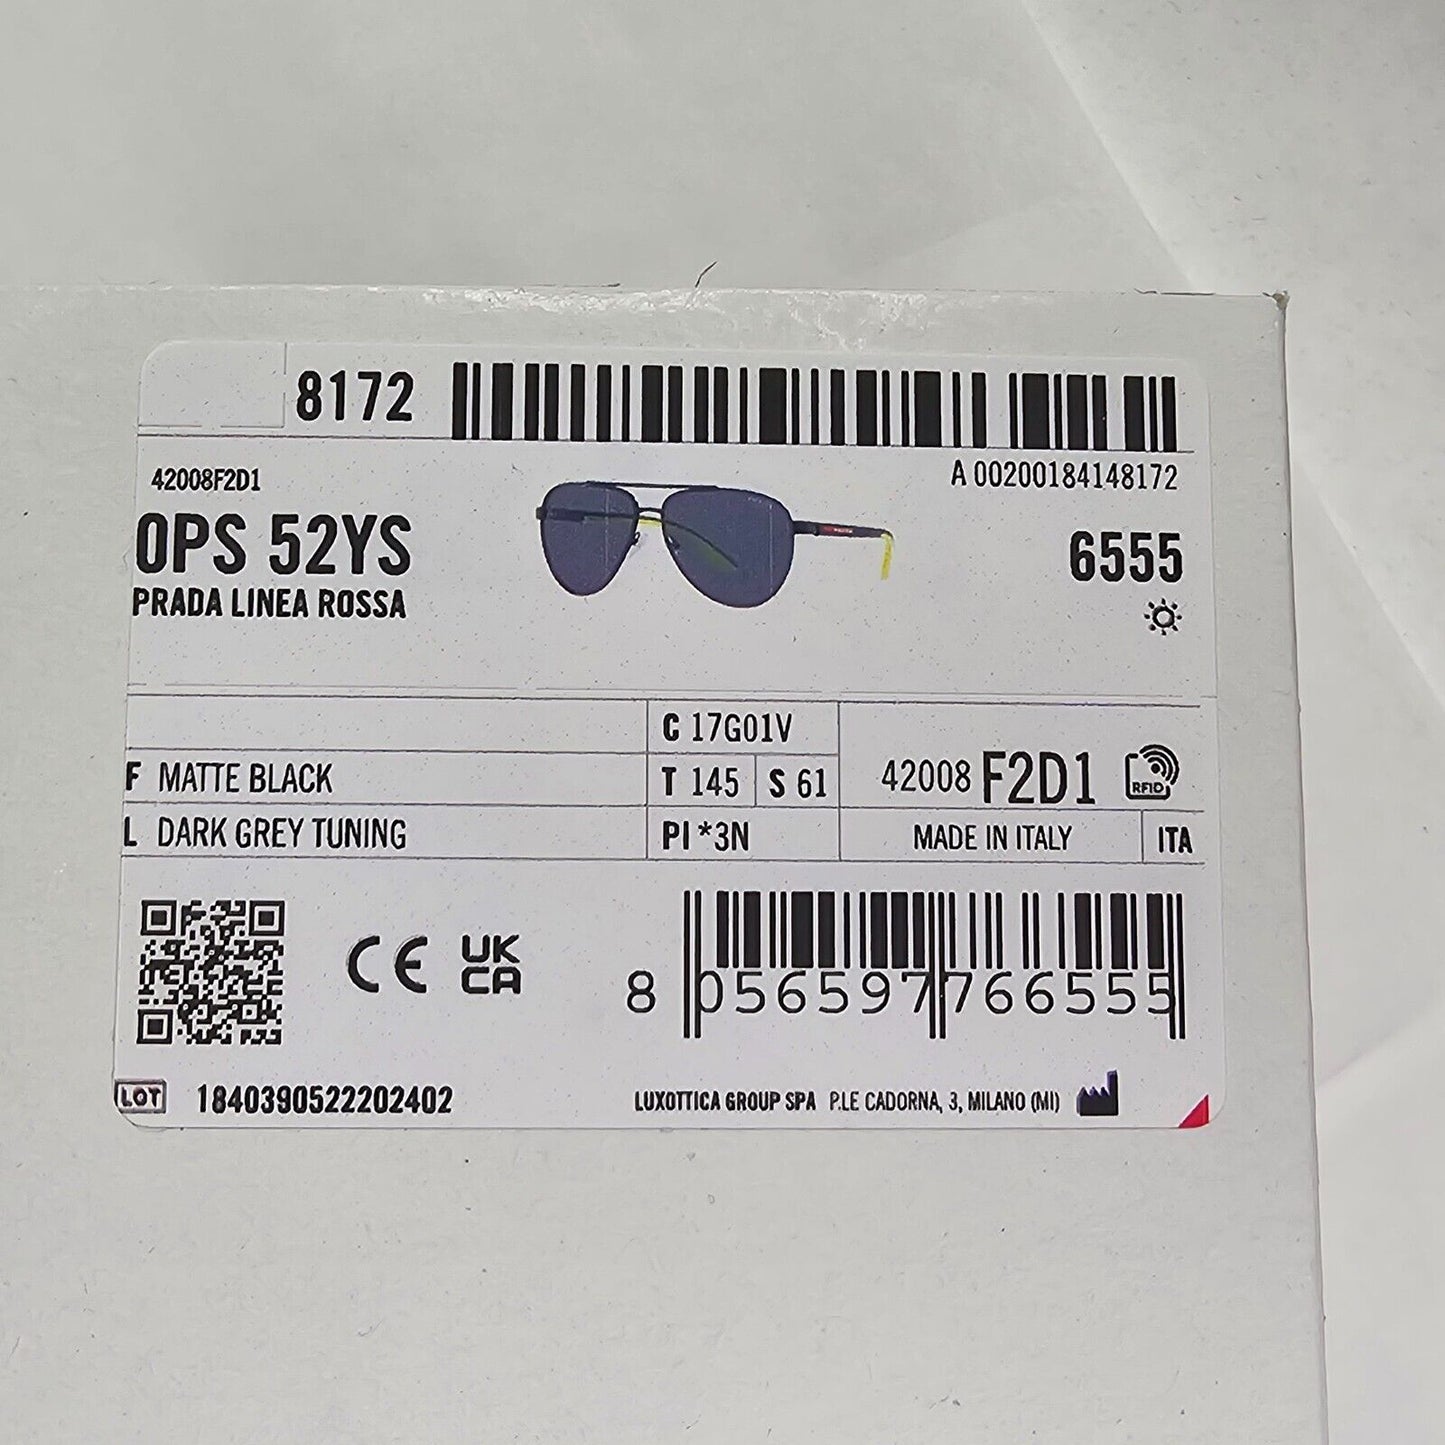 8172
A 00200184148172
42008F2D1
0PS 52YS
PRADA LINEA ROSSA
6555
C 17G01V
F MATTE BLACK
T 145 S 61
42008 F2D1
RFID
L DARK GREY TUNING
PI *3N
MADE IN ITALY
ITA
CE UK CA
8 056597 766555
LOT 1840390522202402
LUXOTTICA GROUP SPA P.LE CADORNA, 3, MILANO (MI)